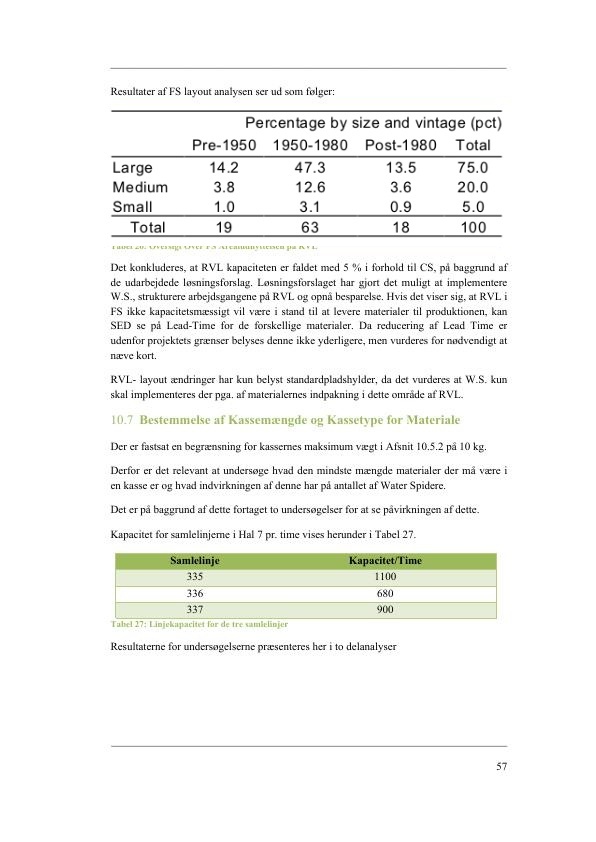 Resultater af FS layout analysen ser ud som følger:
Percentage by size and vintage (pct)
Pre-1950 1950-1980 Post-1980 Total
Large 14.2 47.3 13.5 75.0
Medium 3.8 12.6 3.6 20.0
Small 1.0 3.1 0.9 5.0
Total 19 63 18 100
Tabel 26: Oversigt Over FS Arealudnyttelsen på RVL
Det konkluderes, at RVL kapaciteten er faldet med 5 % i forhold til CS, på baggrund af
de udarbejdede løsningsforslag. Løsningsforslaget har gjort det muligt at implementere
W.S., strukturere arbejdsgangene på RVL og opnå besparelse. Hvis det viser sig, at RVL i
FS ikke kapacitetsmæssigt vil være i stand til at levere materialer til produktionen, kan
SED se på Lead-Time for de forskellige materialer. Da reducering af Lead Time er
udenfor projektets grænser belyses denne ikke yderligere, men vurderes for nødvendigt at
næve kort.
RVL- layout ændringer har kun belyst standardpladshylder, da det vurderes at W.S. kun
skal implementeres der pga. af materialernes indpakning i dette område af RVL.
10.7 Bestemmelse af Kassemængde og Kassetype for Materiale
Der er fastsat en begrænsning for kassernes maksimum vægt i Afsnit 10.5.2 på 10 kg.
Derfor er det relevant at undersøge hvad den mindste mængde materialer der må være i
en kasse er og hvad indvirkningen af denne har på antallet af Water Spidere.
Det er på baggrund af dette fortaget to undersøgelser for at se påvirkningen af dette.
Kapacitet for samlelinjerne i Hal 7 pr. time vises herunder i Tabel 27.
Samlelinje Kapacitet/Time
335 1100
336 680
337 900
Tabel 27: Linjekapacitet for de tre samlelinjer
Resultaterne for undersøgelserne præsenteres her i to delanalyser
57